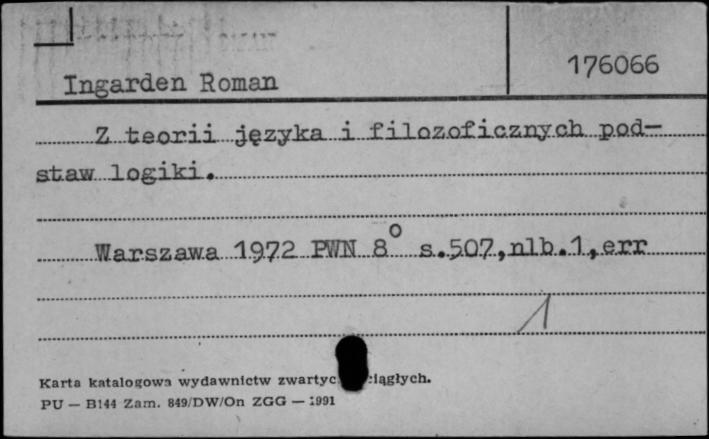 Ingarden Roman
176066
Z teorii języka i filozoficznych pod-
staw logiki.
Warszawa 1972 PWN 8° s.507,nlb.1,err
1
Karta katalogowa wydawnictw ciągłych.
PU — B144 Zam. 849/DW/On ZGG — 1991